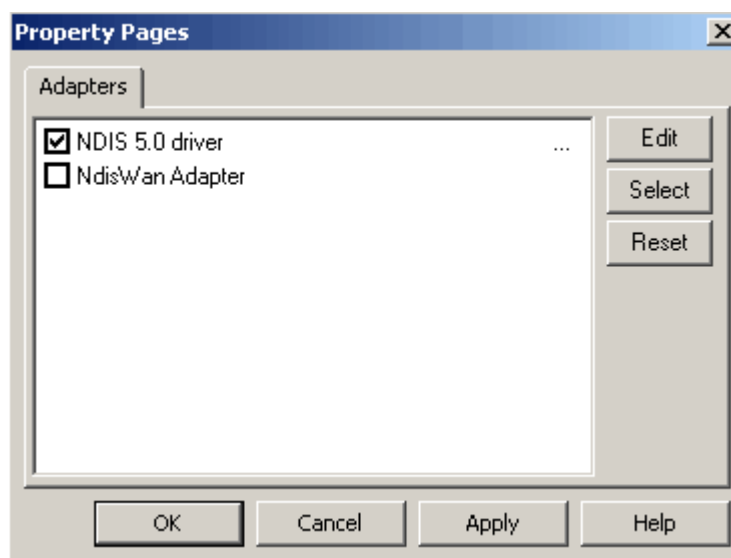 Property Pages
Adapters
NDIS 5.0 driver ...
NdisWan Adapter
Edit
Select
Reset
OK Cancel Apply Help